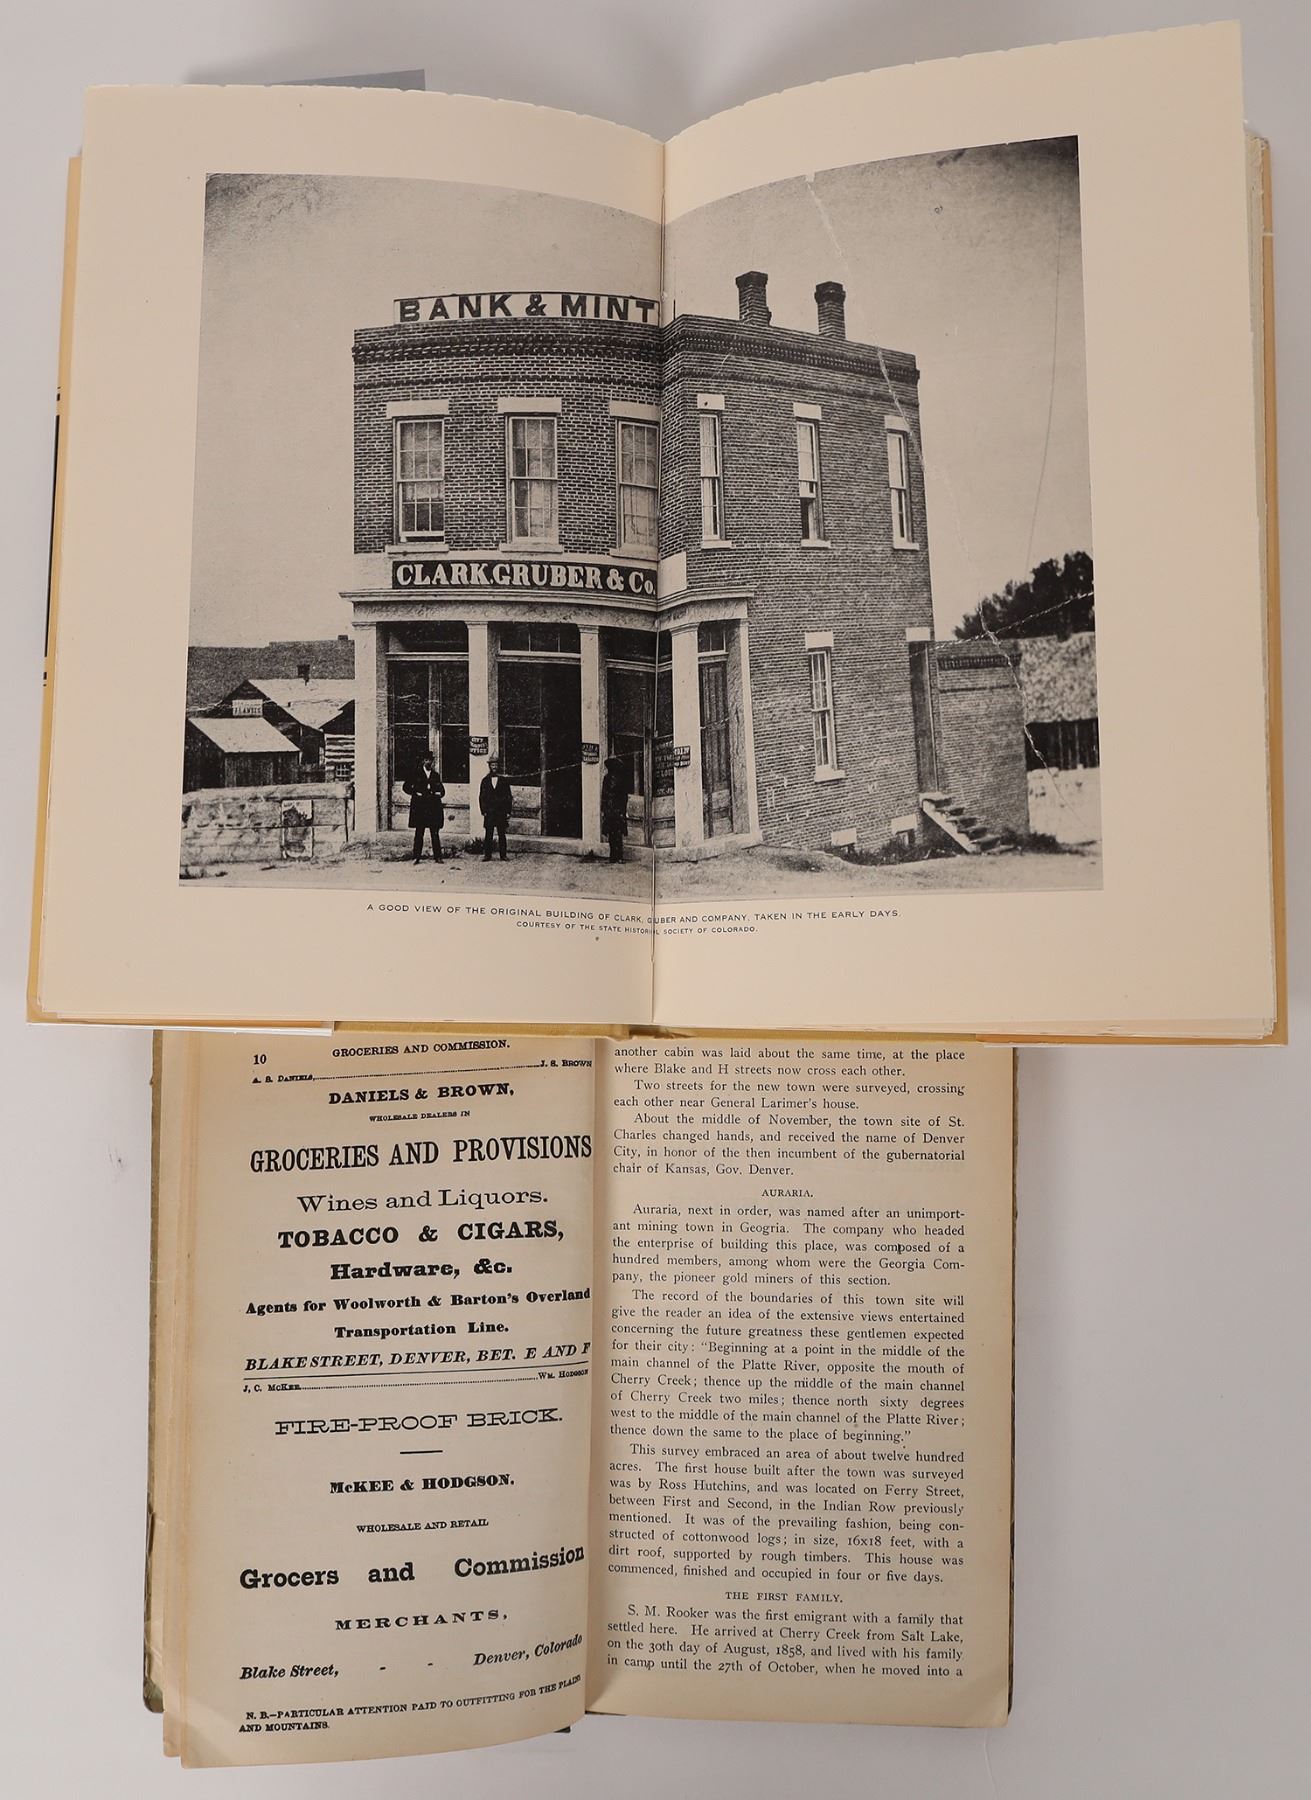 BANK & MINT
CLARK, GRUBER & Co.
A GOOD VIEW OF THE ORIGINAL BUILDING OF CLARK, GRUBER AND COMPANY, TAKEN IN THE EARLY DAYS.
COURTESY OF THE STATE HISTORICAL SOCIETY OF COLORADO.
10
GROCERIES AND COMMISSION.
A. S. DANIELS, J. S. BROWN
DANIELS & BROWN,
WHOLESALE DEALERS IN
GROCERIES AND PROVISIONS
Wines and Liquors.
TOBACCO & CIGARS,
Hardware, &c.
Agents for Woolworth & Barton's Overland
Transportation Line.
BLAKE STREET, DENVER, BET. E AND F
J, C. McKEE WM. HODGSON
FIRE-PROOF BRICK.
McKEE & HODGSON.
WHOLESALE AND RETAIL
Grocers and Commission
MERCHANTS,
Blake Street, - - Denver, Colorado
N. B.—PARTICULAR ATTENTION PAID TO OUTFITTING FOR THE PLAINS
AND MOUNTAINS.
another cabin was laid about the same time, at the place
where Blake and H streets now cross each other.
Two streets for the new town were surveyed, crossing
each other near General Larimer's house.
About the middle of November, the town site of St.
Charles changed hands, and received the name of Denver
City, in honor of the then incumbent of the gubernatorial
chair of Kansas, Gov. Denver.
AURARIA.
Auraria, next in order, was named after an unimport-
ant mining town in Geogria. The company who headed
the enterprise of building this place, was composed of a
hundred members, among whom were the Georgia Com-
pany, the pioneer gold miners of this section.
The record of the boundaries of this town site will
give the reader an idea of the extensive views entertained
concerning the future greatness these gentlemen expected
for their city: "Beginning at a point in the middle of the
main channel of the Platte River, opposite the mouth of
Cherry Creek; thence up the middle of the main channel
of Cherry Creek two miles; thence north sixty degrees
west to the middle of the main channel of the Platte River;
thence down the same to the place of beginning."
This survey embraced an area of about twelve hundred
acres. The first house built after the town was surveyed
was by Ross Hutchins, and was located on Ferry Street,
between First and Second, in the Indian Row previously
mentioned. It was of the prevailing fashion, being con-
structed of cottonwood logs; in size, 16x18 feet, with a
dirt roof, supported by rough timbers. This house was
commenced, finished and occupied in four or five days.
THE FIRST FAMILY.
S. M. Rooker was the first emigrant with a family that
settled here. He arrived at Cherry Creek from Salt Lake,
on the 30th day of August, 1858, and lived with his family
in camp until the 27th of October, when he moved into a